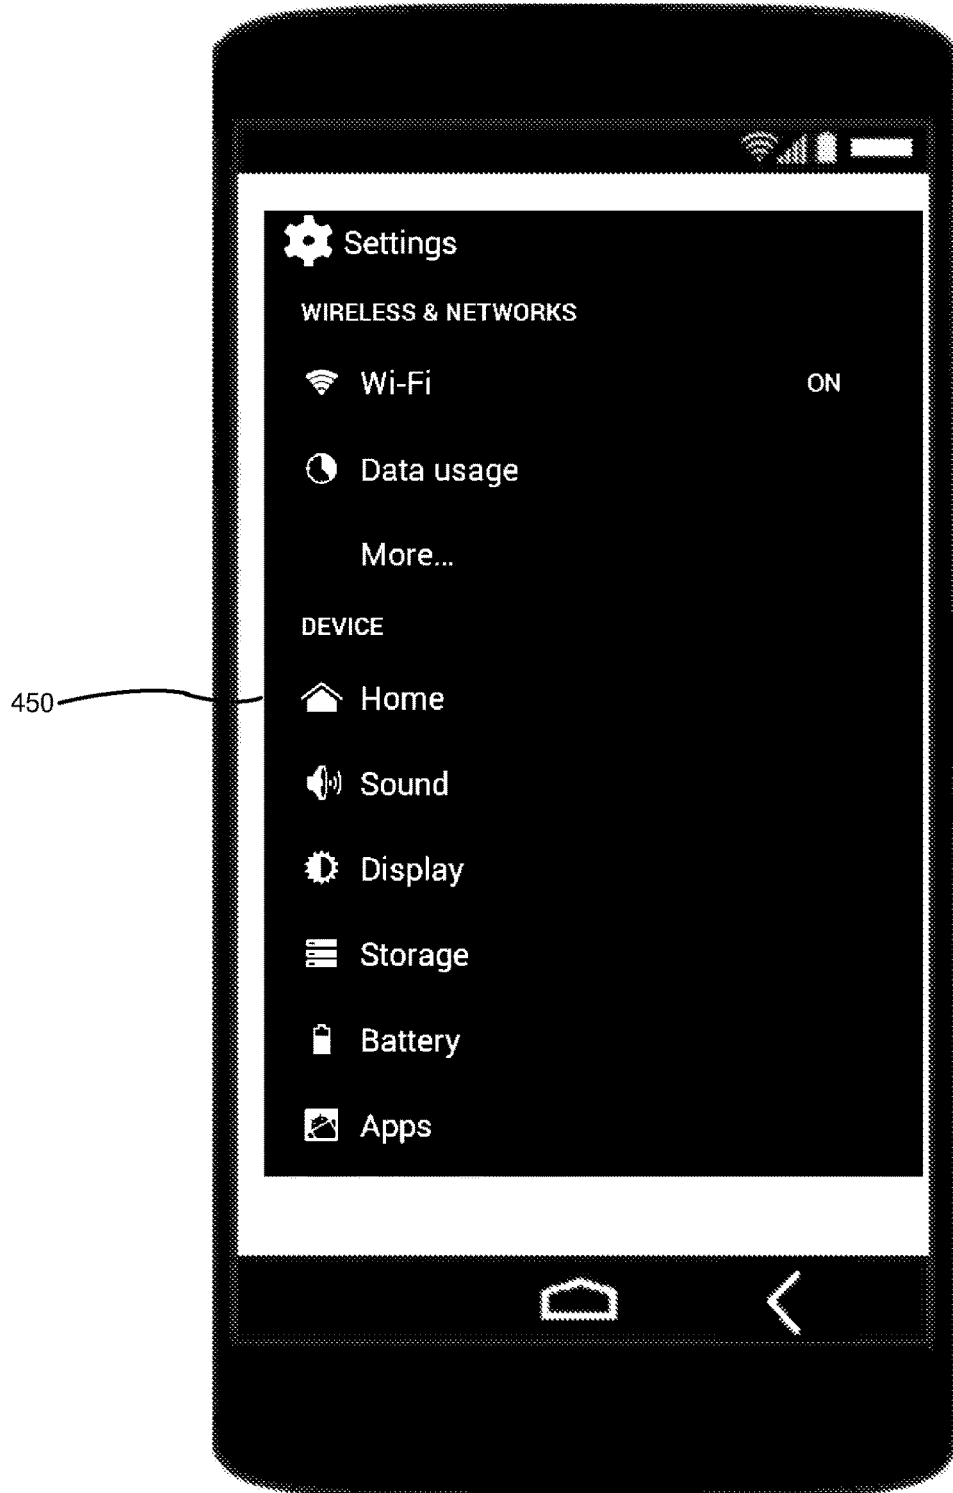 Settings
WIRELESS & NETWORKS
Wi-Fi ON
Data usage
More...
DEVICE
450 Home
Sound
Display
Storage
Battery
Apps